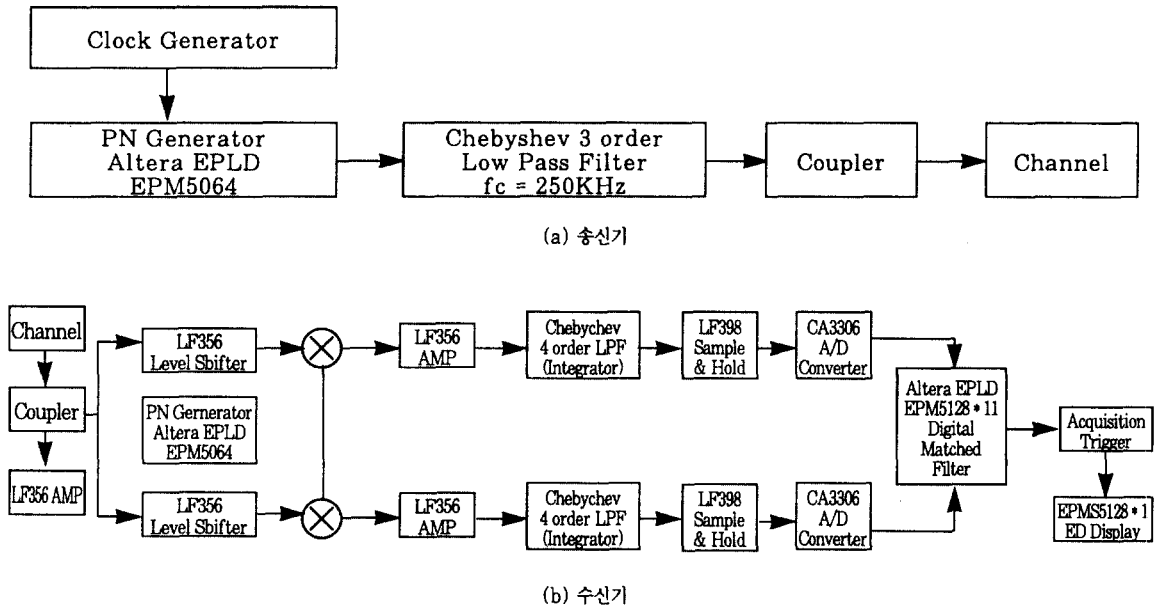 Clock Generator
PN Generator
Altera EPLD
EPM5064
Chebyshev 3 order
Low Pass Filter
fc = 250KHz
Coupler
Channel
(a) 송신기
Channel
Coupler
LF356 AMP
LF356
Level Sbifter
PN Gernerator
Altera EPLD
EPM5064
LF356
Level Sbifter
LF356
AMP
Chebychev
4 order LPF
(Integrator)
LF398
Sample
& Hold
CA3306
A/D
Converter
LF356
AMP
Chebychev
4 order LPF
(Integrator)
LF398
Sample
& Hold
CA3306
A/D
Converter
Altera EPLD
EPM5128 * 11
Digital
Matched
Filter
Acquisition
Trigger
EPMS5128 * 1
ED Display
(b) 수신기